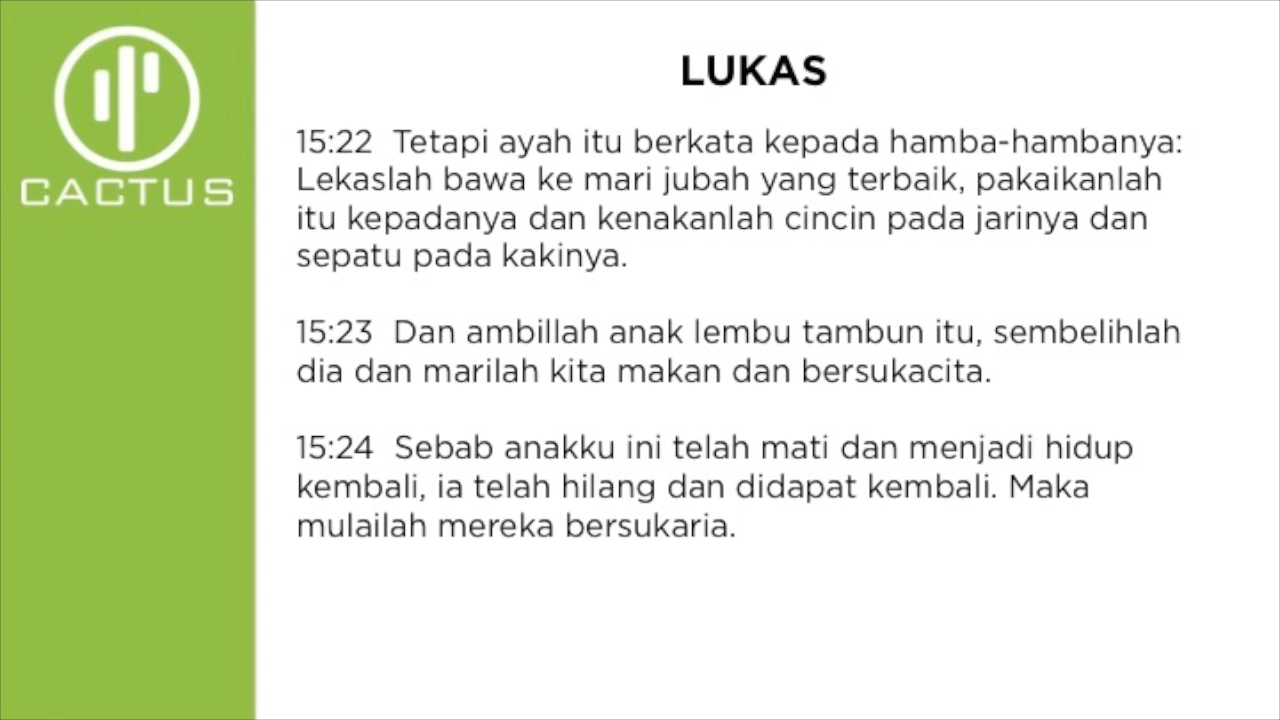 CACTUS
LUKAS
15:22 Tetapi ayah itu berkata kepada hamba-hambanya:
Lekaslah bawa ke mari jubah yang terbaik, pakaikanlah
itu kepadanya dan kenakanlah cincin pada jarinya dan
sepatu pada kakinya.
15:23 Dan ambillah anak lembu tambun itu, sembelihlah
dia dan marilah kita makan dan bersukacita.
15:24 Sebab anakku ini telah mati dan menjadi hidup
kembali, ia telah hilang dan didapat kembali. Maka
mulailah mereka bersukaria.